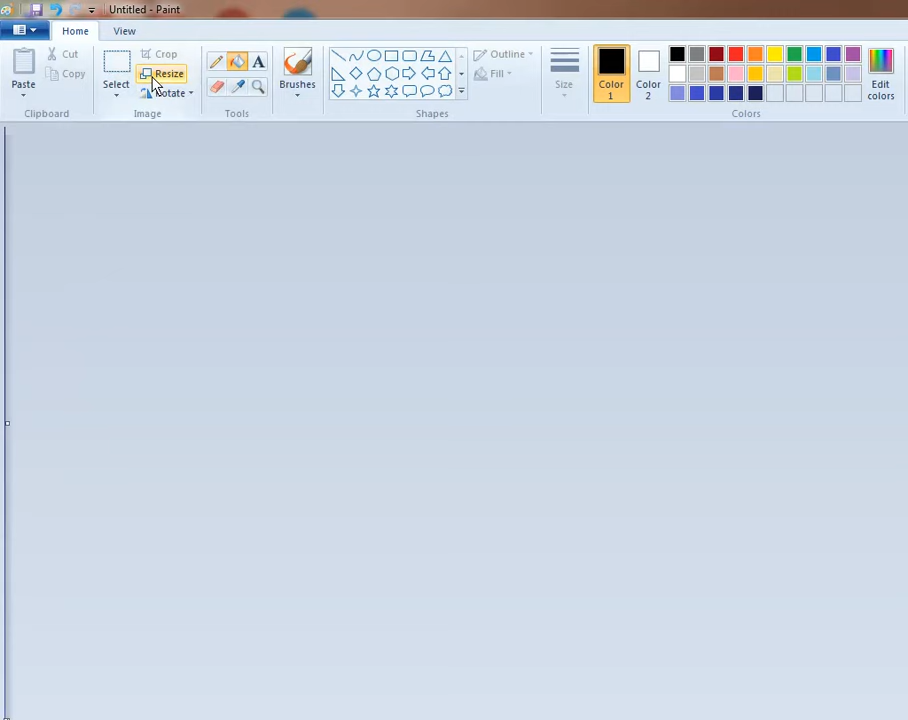 Untitled - Paint
Home View
Cut
Copy
Paste
Clipboard
Crop
Resize
Rotate
Select
Image
A
Tools
Brushes
Outline
Fill
Shapes
Size
Color 1
Color 2
Edit colors
Colors